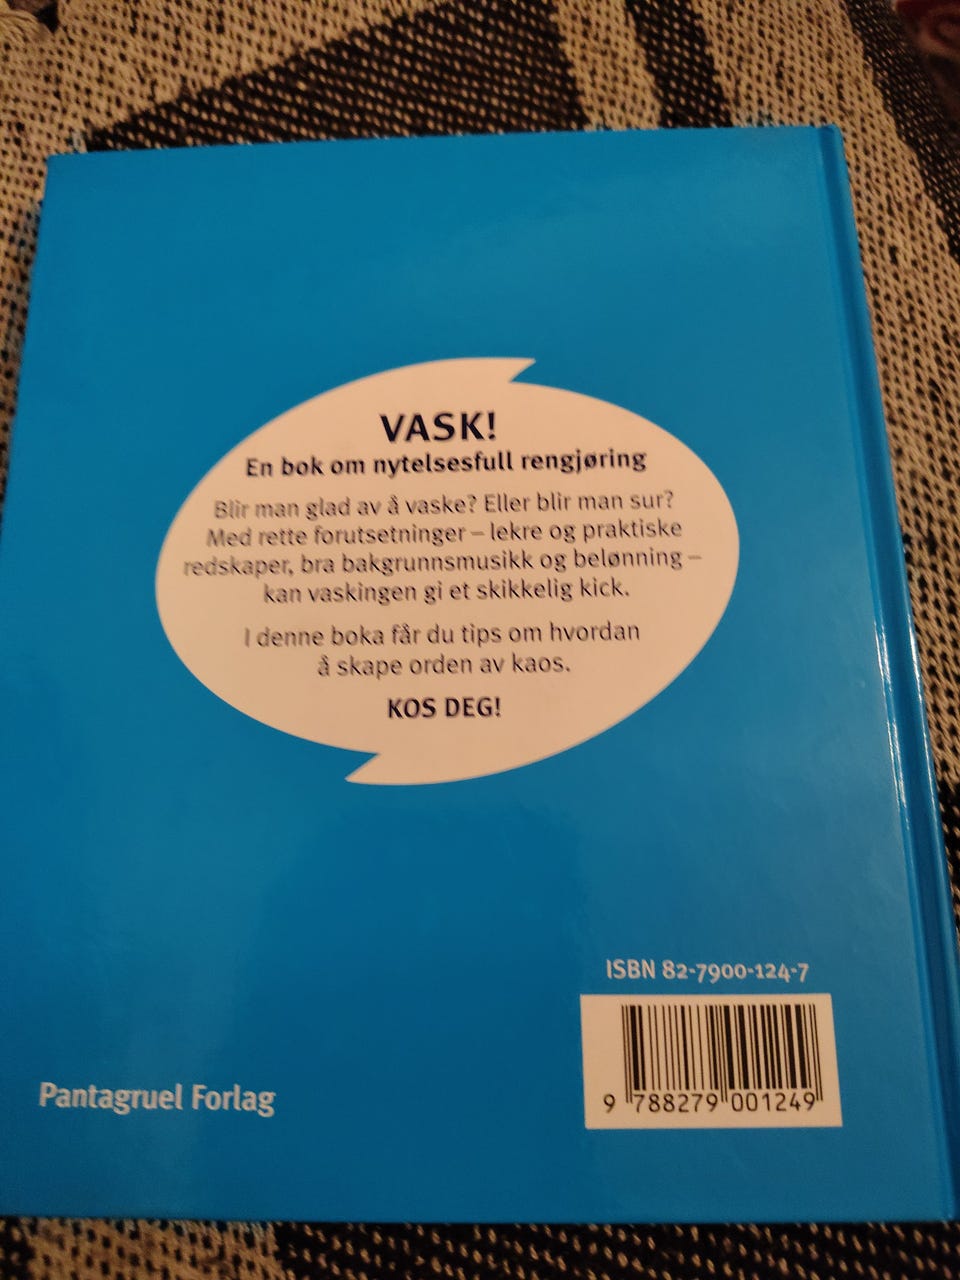 VASK!
En bok om nytelsesfull rengjøring
Blir man glad av å vaske? Eller blir man sur?
Med rette forutsetninger – lekre og praktiske
redskaper, bra bakgrunnsmusikk og belønning –
kan vaskingen gi et skikkelig kick.
I denne boka får du tips om hvordan
å skape orden av kaos.
KOS DEG!
ISBN 82-7900-124-7
9 788279 001249
Pantagruel Forlag